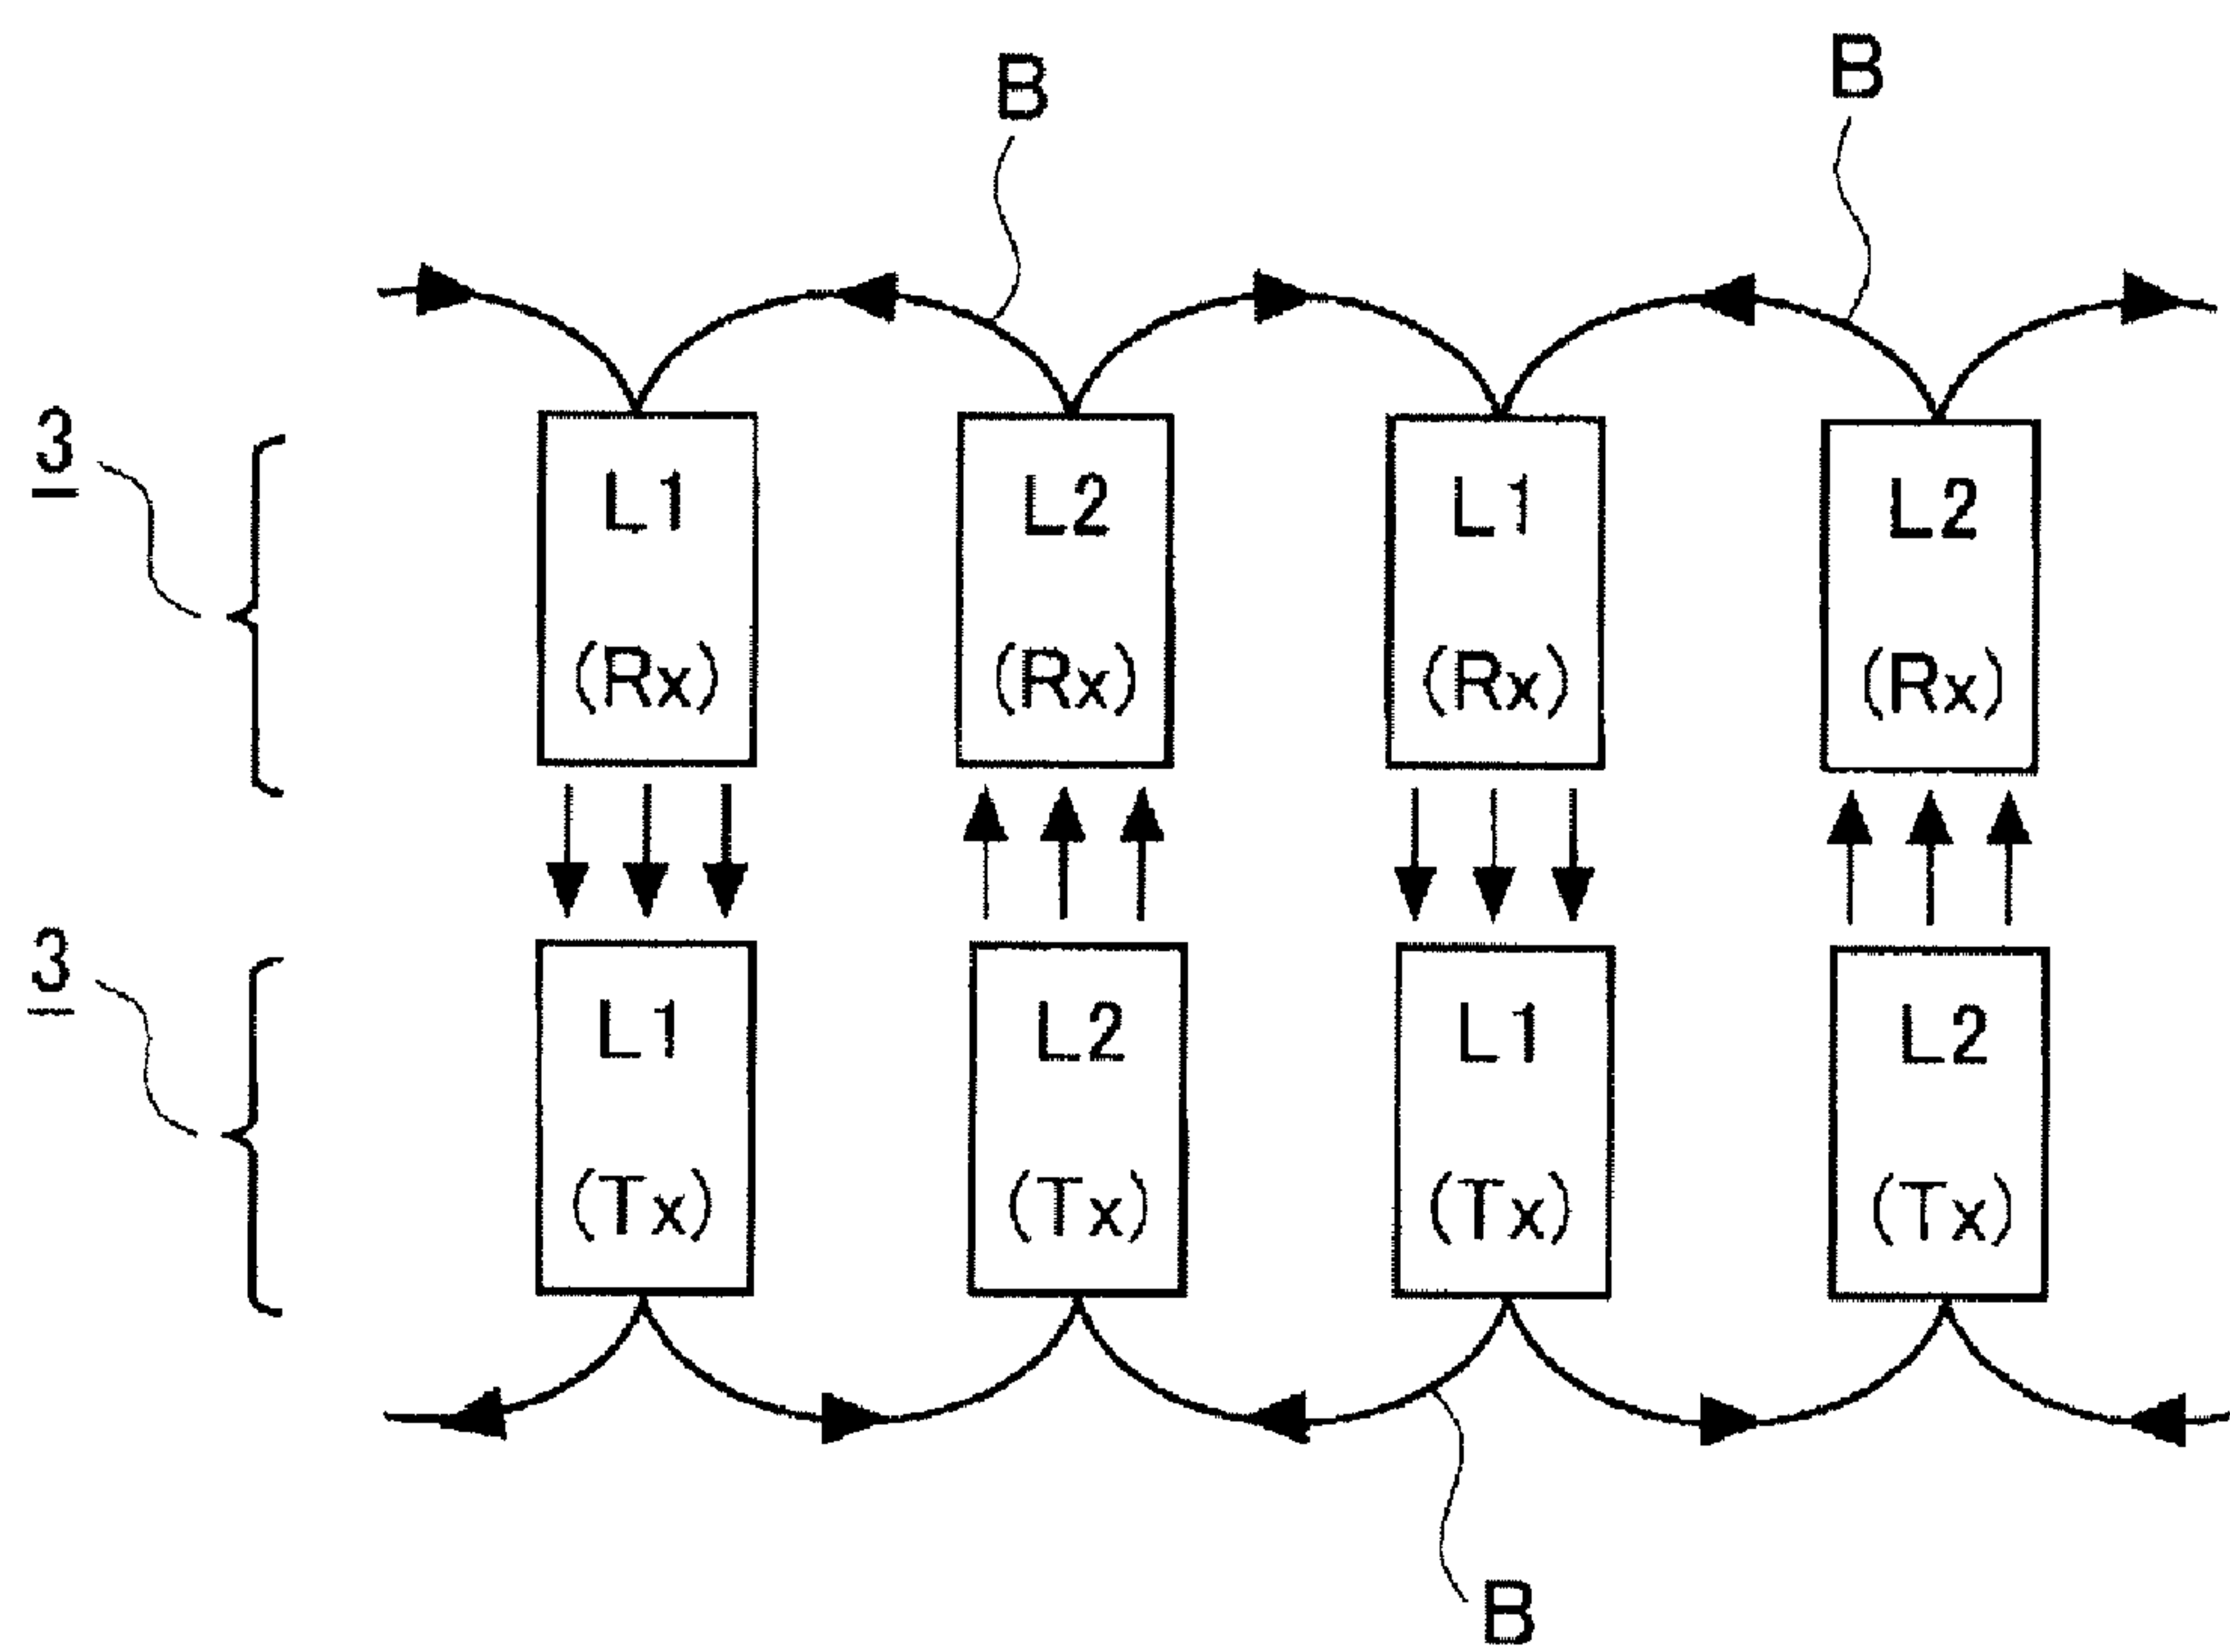 B B
3
L1 L2 L1 L2
(Rx) (Rx) (Rx) (Rx)
3
L1 L2 L1 L2
(Tx) (Tx) (Tx) (Tx)
B